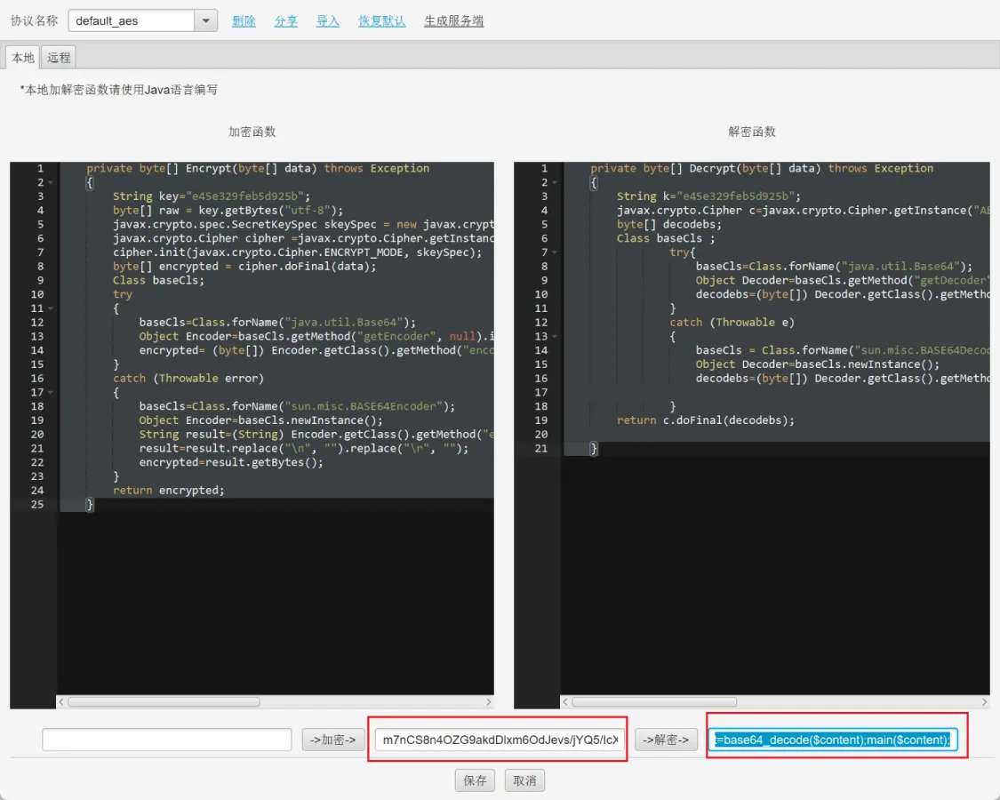 协议名称 default_aes 删除 分享 导入 恢复默认 生成服务端
本地 远程
*本地加解密函数请使用Java语言编写
加密函数
1 private byte[] Encrypt(byte[] data) throws Exception
2 {
3 String key="e45e329feb5d925b";
4 byte[] raw = key.getBytes("utf-8");
5 javax.crypto.spec.SecretKeySpec skeySpec = new javax.crypt
6 javax.crypto.Cipher cipher =javax.crypto.Cipher.getInstanc
7 cipher.init(javax.crypto.Cipher.ENCRYPT_MODE, skeySpec);
8 byte[] encrypted = cipher.doFinal(data);
9 Class baseCls;
10 try
11 {
12 baseCls=Class.forName("java.util.Base64");
13 Object Encoder=baseCls.getMethod("getEncoder", null).i
14 encrypted= (byte[]) Encoder.getClass().getMethod("enco
15 }
16 catch (Throwable error)
17 {
18 baseCls=Class.forName("sun.misc.BASE64Encoder");
19 Object Encoder=baseCls.newInstance();
20 String result=(String) Encoder.getClass().getMethod("e
21 result=result.replace("\n", "").replace("\r", "");
22 encrypted=result.getBytes();
23 }
24 return encrypted;
25 }
解密函数
1 private byte[] Decrypt(byte[] data) throws Exception
2 {
3 String k="e45e329feb5d925b";
4 javax.crypto.Cipher c=javax.crypto.Cipher.getInstance("AE
5 byte[] decodebs;
6 Class baseCls ;
7 try{
8 baseCls=Class.forName("java.util.Base64");
9 Object Decoder=baseCls.getMethod("getDecoder"
10 decodebs=(byte[]) Decoder.getClass().getMetho
11 }
12 catch (Throwable e)
13 {
14 baseCls = Class.forName("sun.misc.BASE64Decod
15 Object Decoder=baseCls.newInstance();
16 decodebs=(byte[]) Decoder.getClass().getMetho
17
18 }
19 return c.doFinal(decodebs);
20
21 }
->加密-> m7nCS8n4OZG9akdDlxm6OdJevs/jYQ5/IcX ->解密-> :=base64_decode($content);main($content);
保存 取消